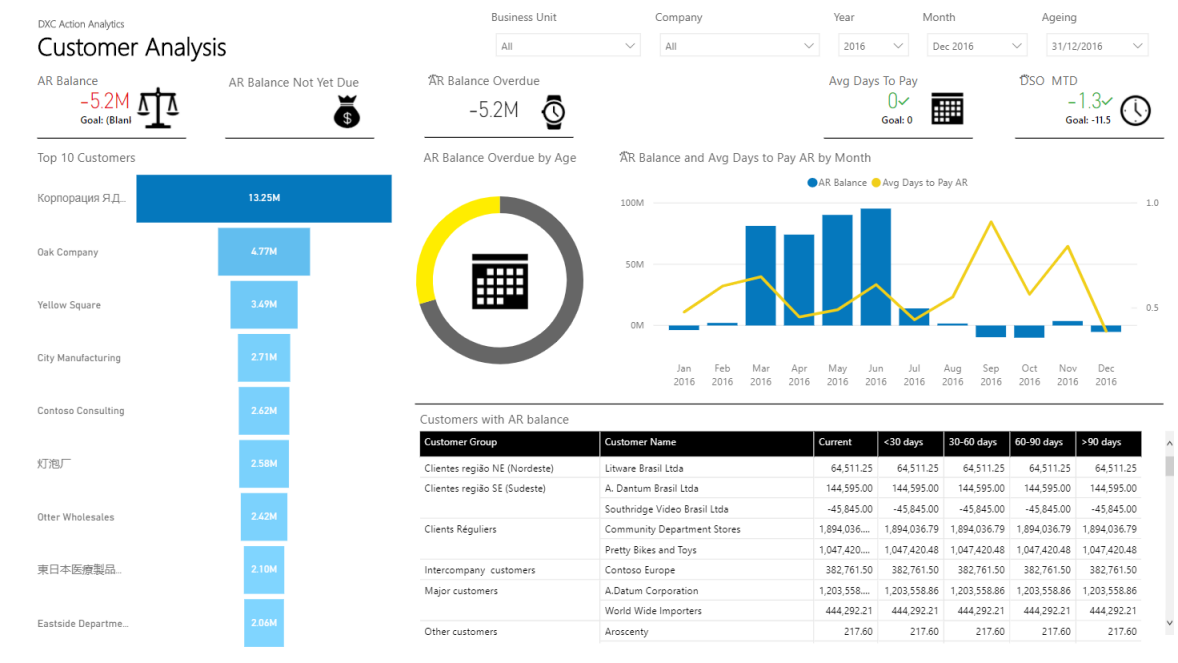 DXC Action Analytics
Customer Analysis
Business Unit
All
Company
All
Year
2016
Month
Dec 2016
Ageing
31/12/2016
AR Balance
-5.2M
Goal: (Blanl
AR Balance Not Yet Due
AR Balance Overdue
-5.2M
Avg Days To Pay
0
Goal: 0
DSO MTD
-1.3
Goal: -11.5
Top 10 Customers
Корпорация Я.Д... 13.25M
Oak Company 4.77M
Yellow Square 3.49M
City Manufacturing 2.71M
Contoso Consulting 2.62M
灯泡厂 2.58M
Otter Wholesales 2.42M
東日本医療製品... 2.10M
Eastside Departme... 2.06M
AR Balance Overdue by Age
AR Balance and Avg Days to Pay AR by Month
AR Balance Avg Days to Pay AR
100M 1.0
50M
0.5
0M
Jan Feb Mar Apr May Jun Jul Aug Sep Oct Nov Dec
2016 2016 2016 2016 2016 2016 2016 2016 2016 2016 2016 2016
Customers with AR balance
Customer Group Customer Name Current <30 days 30-60 days 60-90 days >90 days
Clientes região NE (Nordeste) Litware Brasil Ltda 64,511.25 64,511.25 64,511.25 64,511.25 64,511.25
Clientes região SE (Sudeste) A. Dantum Brasil Ltda 144,595.00 144,595.00 144,595.00 144,595.00 144,595.00
Southridge Video Brasil Ltda -45,845.00 -45,845.00 -45,845.00 -45,845.00 -45,845.00
Clients Réguliers Community Department Stores 1,894,036.... 1,894,036.79 1,894,036.79 1,894,036.79 1,894,036.79
Pretty Bikes and Toys 1,047,420.... 1,047,420.48 1,047,420.48 1,047,420.48 1,047,420.48
Intercompany customers Contoso Europe 382,761.50 382,761.50 382,761.50 382,761.50 382,761.50
Major customers A.Datum Corporation 1,203,558.... 1,203,558.86 1,203,558.86 1,203,558.86 1,203,558.86
World Wide Importers 444,292.21 444,292.21 444,292.21 444,292.21 444,292.21
Other customers Aroscenty 217.60 217.60 217.60 217.60 217.60